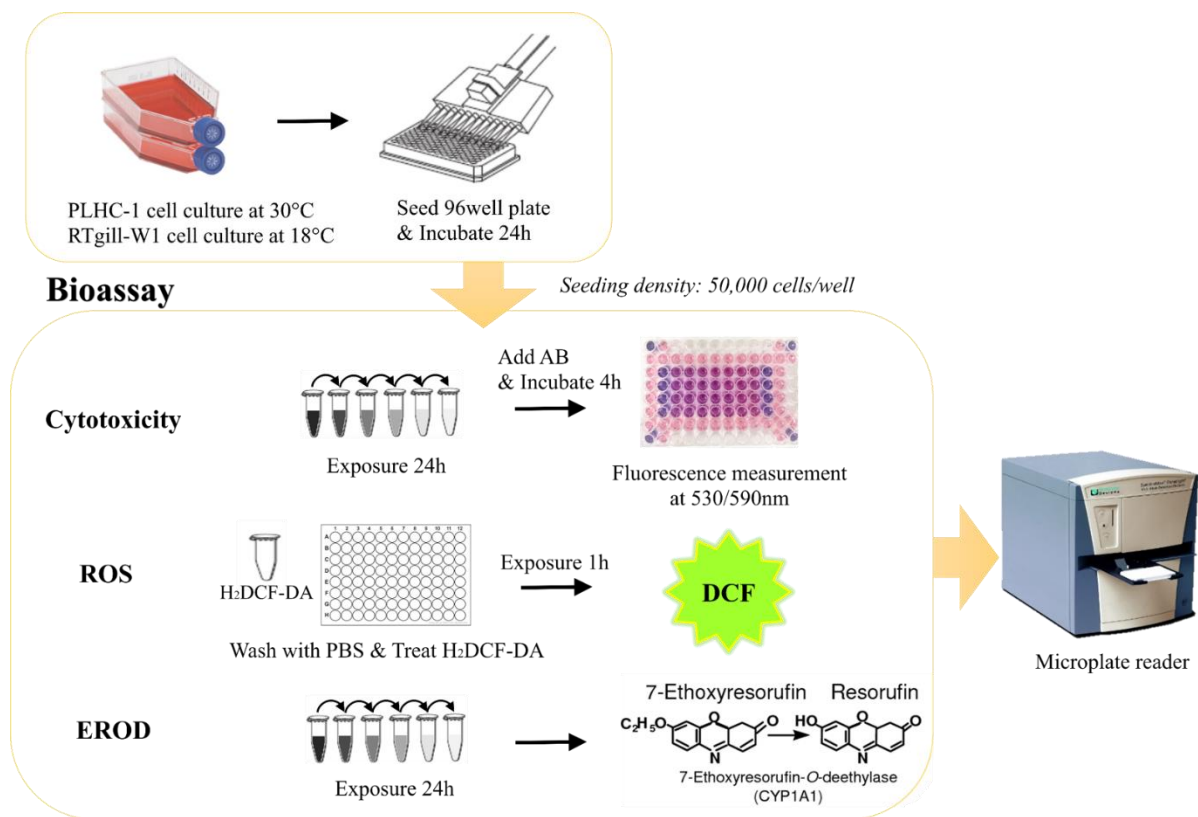 PLHC-1 cell culture at 30°C
RTgill-W1 cell culture at 18°C
Seed 96well plate
& Incubate 24h
Bioassay
Seeding density: 50,000 cells/well
Cytotoxicity
Exposure 24h
Add AB
& Incubate 4h
Fluorescence measurement
at 530/590nm
ROS
H₂DCF-DA
1 2 3 4 5 6 7 8 9 10 11 12
A
B
C
D
E
F
G
H
Wash with PBS & Treat H₂DCF-DA
Exposure 1h
DCF
Microplate reader
EROD
Exposure 24h
7-Ethoxyresorufin
Resorufin
C₂H₅O
O
O
N
HO
O
O
N
7-Ethoxyresorufin-O-deethylase
(CYP1A1)